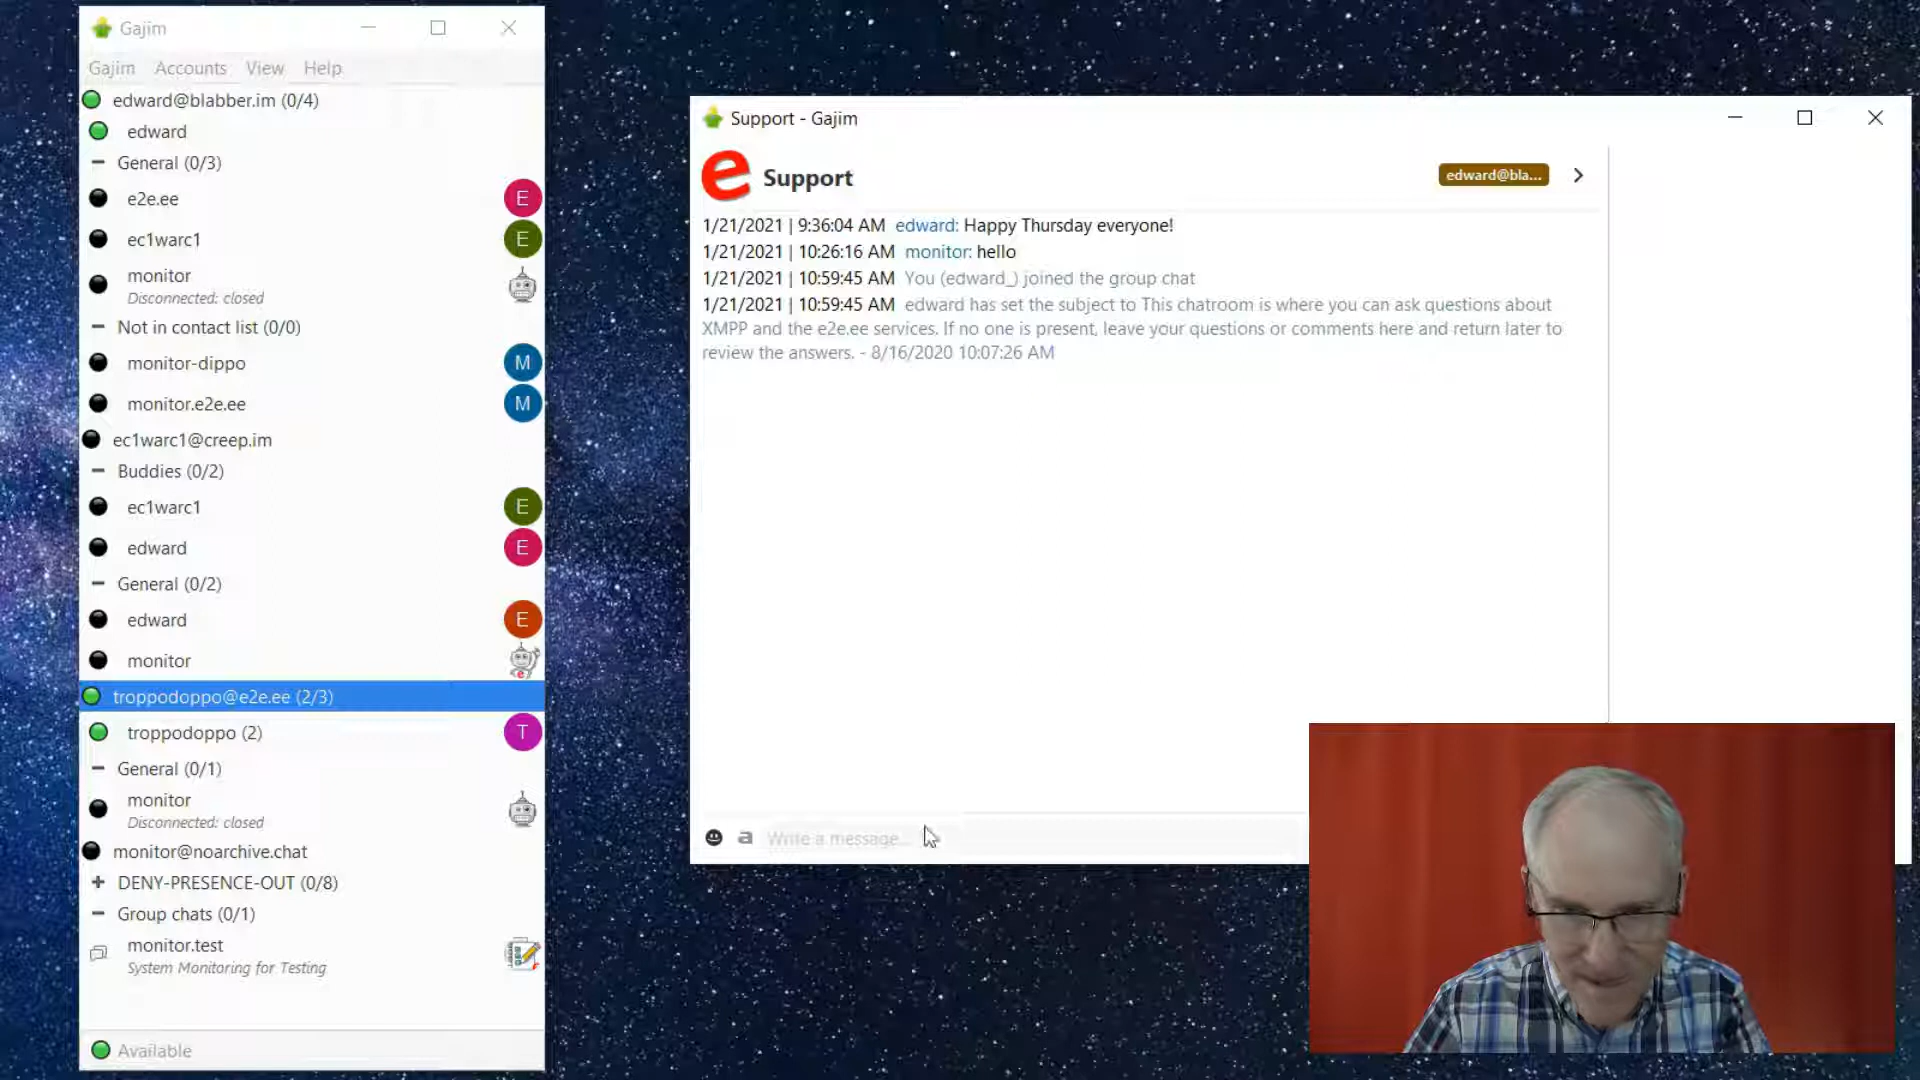 Gajim
Gajim Accounts View Help
edward@blabber.im (0/4)
edward
General (0/3)
e2e.ee
E
ec1warc1
E
monitor
Disconnected: closed
Not in contact list (0/0)
monitor-dippo
M
monitor.e2e.ee
M
ec1warc1@creep.im
Buddies (0/2)
ec1warc1
E
edward
E
General (0/2)
edward
E
monitor
troppodoppo@e2e.ee (2/3)
troppodoppo (2)
T
General (0/1)
monitor
Disconnected: closed
monitor@noarchive.chat
DENY-PRESENCE-OUT (0/8)
Group chats (0/1)
monitor.test
System Monitoring for Testing
Available
Support - Gajim
e Support
edward@bla...
1/21/2021 | 9:36:04 AM edward: Happy Thursday everyone!
1/21/2021 | 10:26:16 AM monitor: hello
1/21/2021 | 10:59:45 AM You (edward_) joined the group chat
1/21/2021 | 10:59:45 AM edward has set the subject to This chatroom is where you can ask questions about
XMPP and the e2e.ee services. If no one is present, leave your questions or comments here and return later to
review the answers. - 8/16/2020 10:07:26 AM
a Write a message...